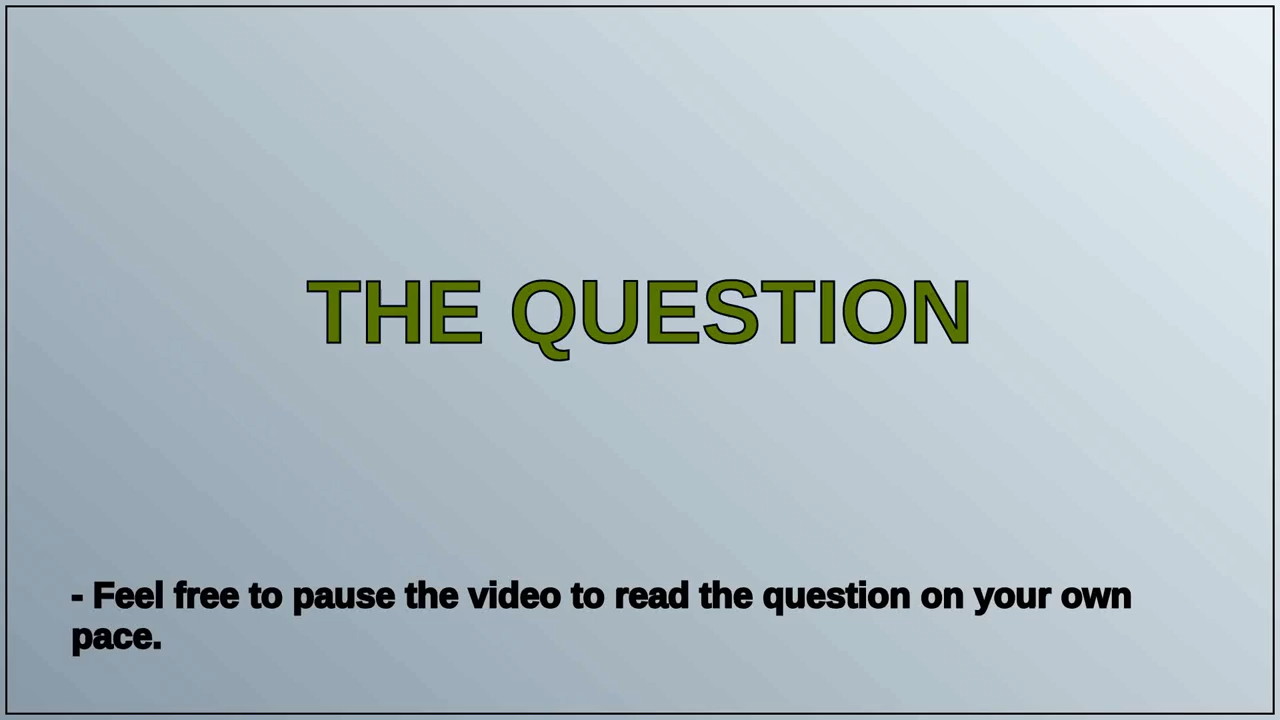 THE QUESTION
- Feel free to pause the video to read the question on your own
pace.